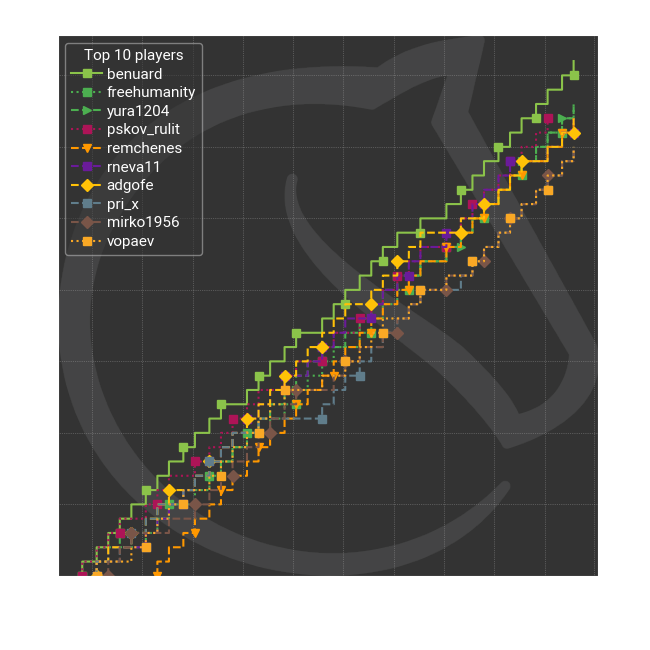 Top 10 players
benuard
freehumanity
yura1204
pskov_rulit
remchenes
rneva11
adgofe
pri_x
mirko1956
vopaev